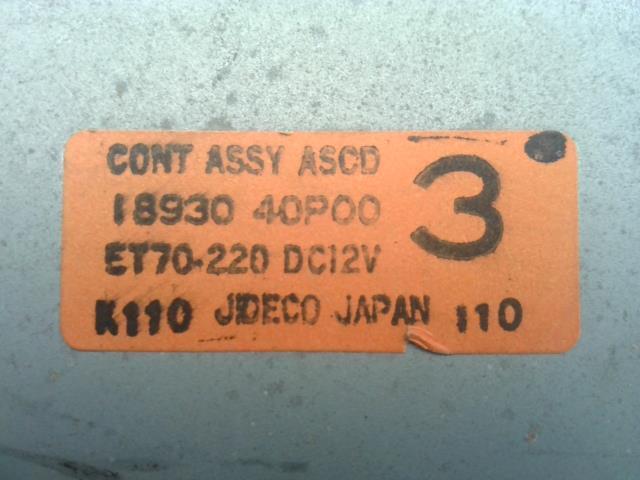 CONT ASSY ASCD
18930 40P00
3
ET70-220 DC12V
K110 JIDECO JAPAN 110